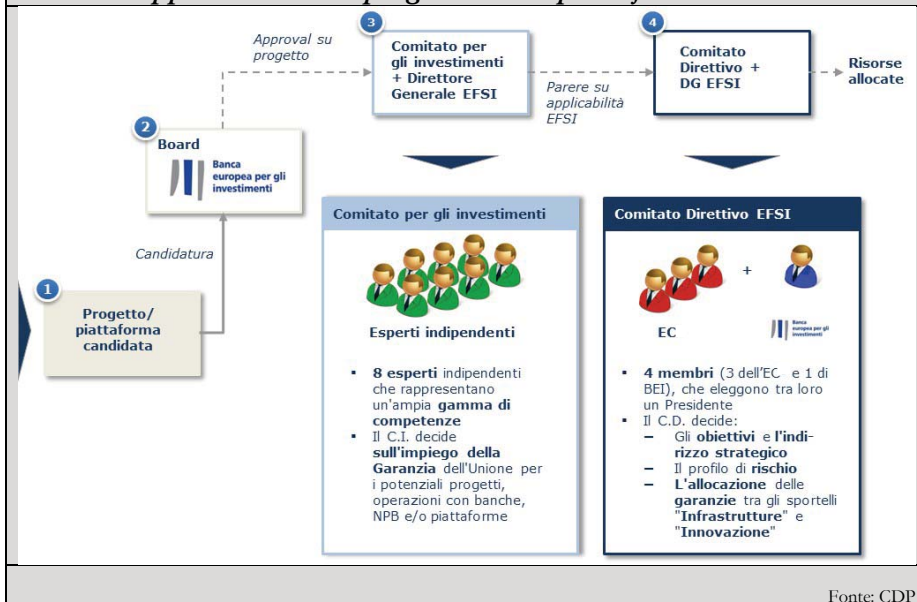 3
4
Approval su
progetto
Comitato per
gli investimenti
+ Direttore
Generale EFSI
Parere su
applicabilità
EFSI
Comitato
Direttivo +
DG EFSI
Risorse
allocate
2
Board
Banca
europea per gli
investimenti
Candidatura
1
Progetto/
piattaforma
candidata
Comitato per gli investimenti
Esperti indipendenti
▪ 8 esperti indipendenti
che rappresentano
un'ampia gamma di
competenze
▪ Il C.I. decide
sull'impiego della
Garanzia dell'Unione per
i potenziali progetti,
operazioni con banche,
NPB e/o piattaforme
Comitato Direttivo EFSI
+
EC
Banca
europea per gli
investimenti
▪ 4 membri (3 dell'EC e 1 di
BEI), che eleggono tra loro
un Presidente
▪ Il C.D. decide:
– Gli obiettivi e l'indi-
rizzo strategico
– Il profilo di rischio
– L'allocazione delle
garanzie tra gli sportelli
"Infrastrutture" e
"Innovazione"
Fonte: CDP